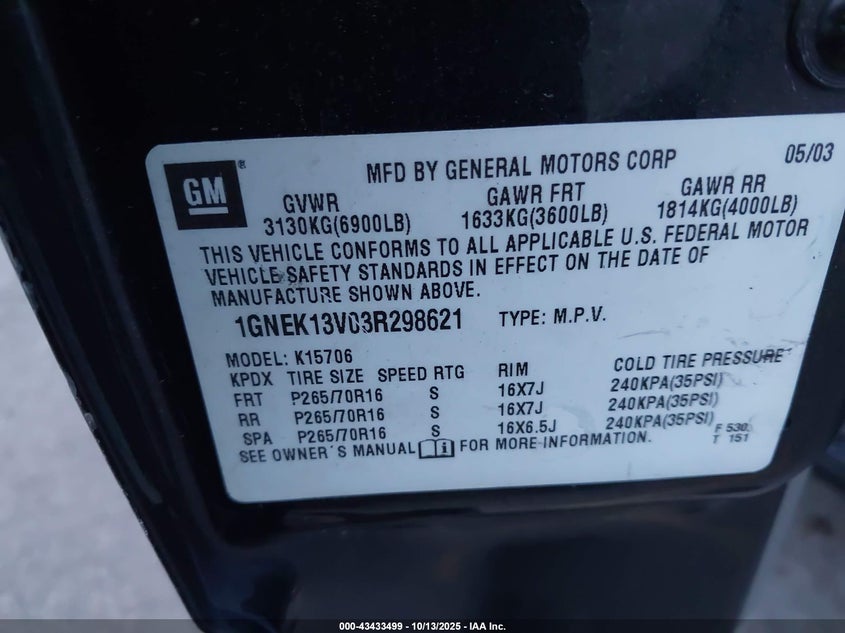 GM ®
MFD BY GENERAL MOTORS CORP 05/03
GVWR GAWR FRT GAWR RR
3130KG(6900LB) 1633KG(3600LB) 1814KG(4000LB)
THIS VEHICLE CONFORMS TO ALL APPLICABLE U.S. FEDERAL MOTOR
VEHICLE SAFETY STANDARDS IN EFFECT ON THE DATE OF
MANUFACTURE SHOWN ABOVE.
1GNEK13V03R298621 TYPE: M.P.V.
MODEL: K15706
KPDX TIRE SIZE SPEED RTG RIM COLD TIRE PRESSURE
FRT P265/70R16 S 16X7J 240KPA(35PSI)
RR P265/70R16 S 16X7J 240KPA(35PSI)
SPA P265/70R16 S 16X6.5J 240KPA(35PSI)
SEE OWNER'S MANUAL FOR MORE INFORMATION.
F 530
T 151
000-43433499 - 10/13/2025 - IAA Inc.